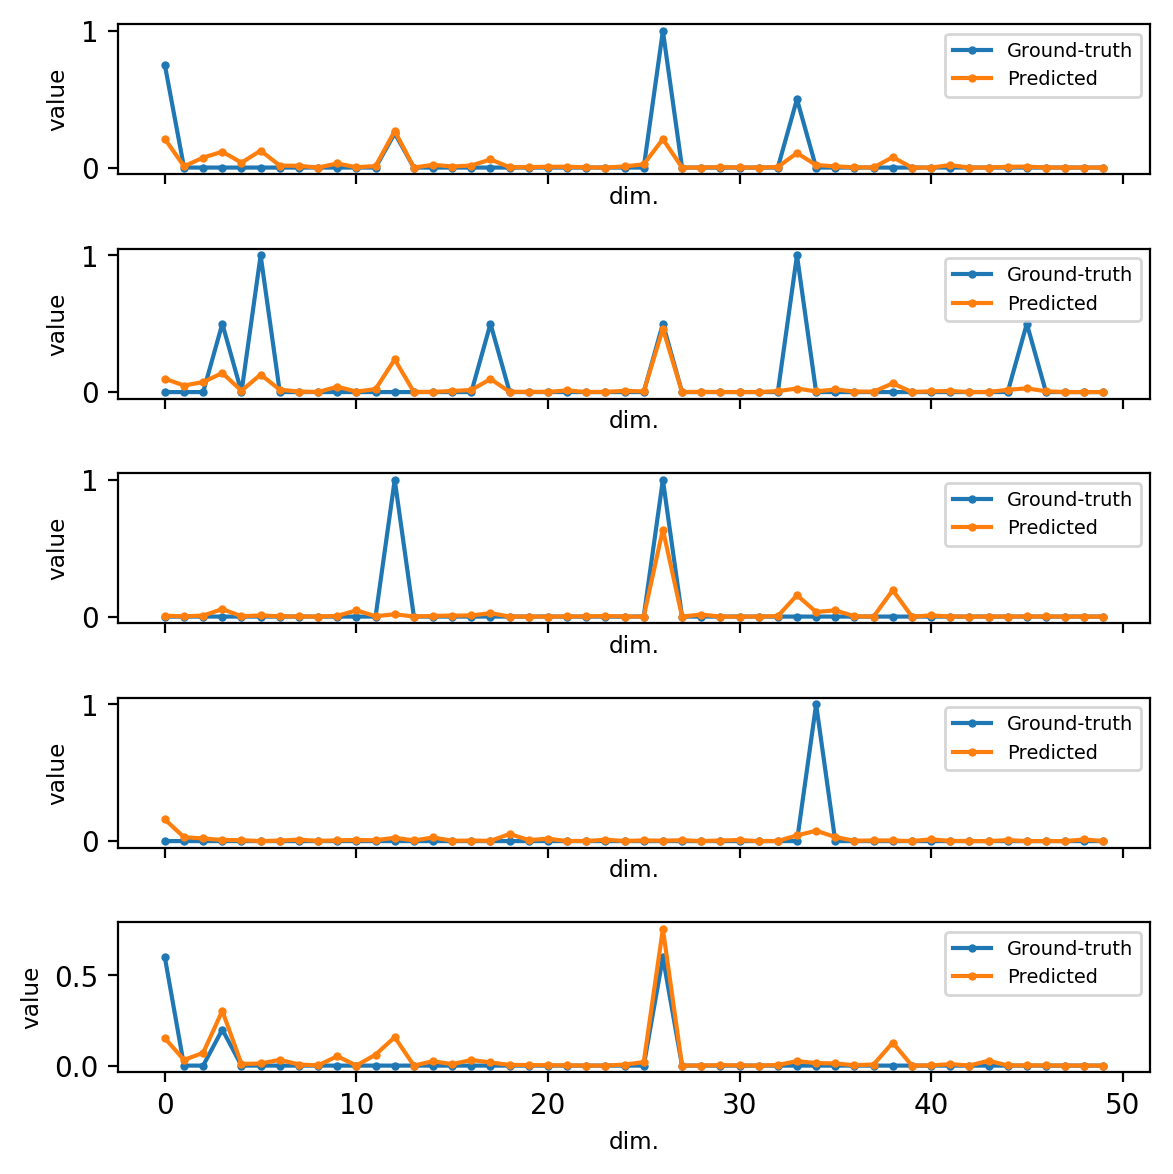 1
Ground-truth
value
Predicted
0
dim.
1
Ground-truth
value
Predicted
0
dim.
1
Ground-truth
value
Predicted
0
dim.
1
Ground-truth
value
Predicted
0
dim.
Ground-truth
0.5
Predicted
value
0.0
0 10 20 30 40 50
dim.